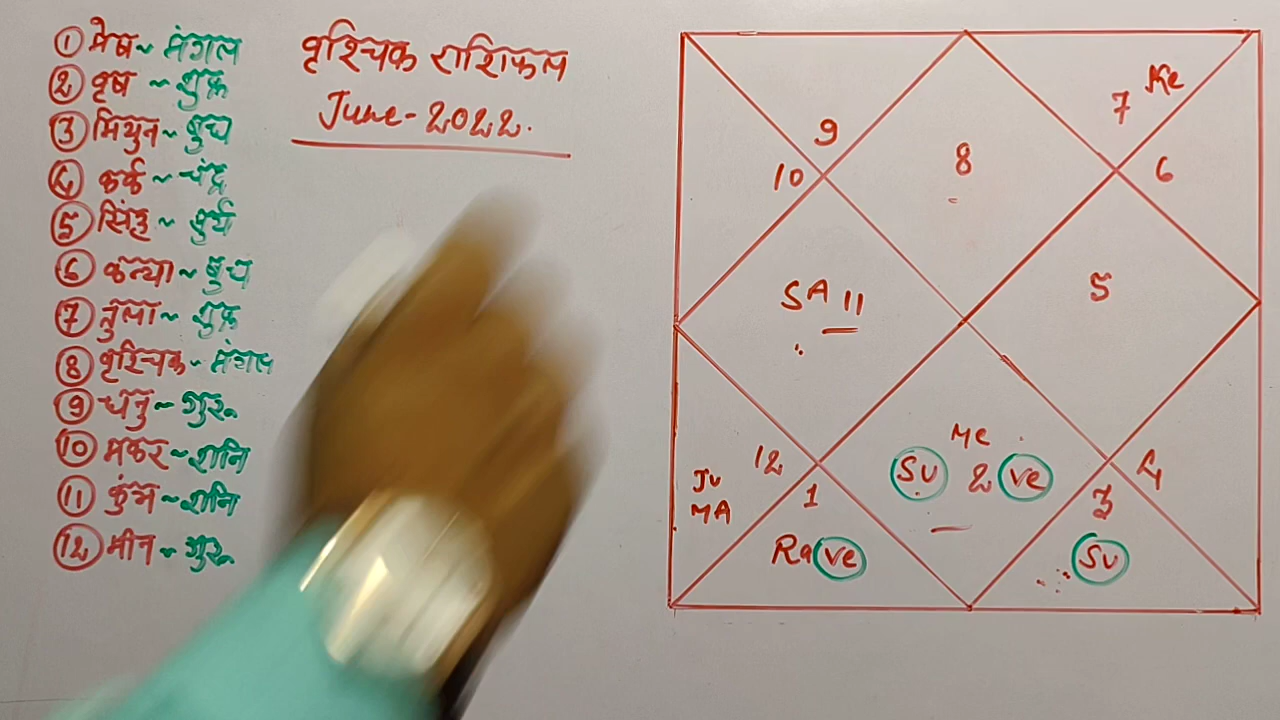 ① मेष ~ मंगल
② वृष ~ शुक्र
③ मिथुन ~ बुध
④ कर्क ~ चंद्र
⑤ सिंह ~ सुर्य
⑥ कन्या ~ बुध
⑦ तुला ~ शुक्र
⑧ वृश्चिक ~ मंगल
⑨ धनु ~ गुरू
⑩ मकर ~ शनि
⑪ कुंभ ~ शनि
⑫ मीन ~ गुरू
वृश्चिक राशिफल
June-2022.
9
10
8
7 Ke
6
SA 11
5
12
Ju
MA
1
Ra Ve
Me
Su 2 Ve
3
Su
4